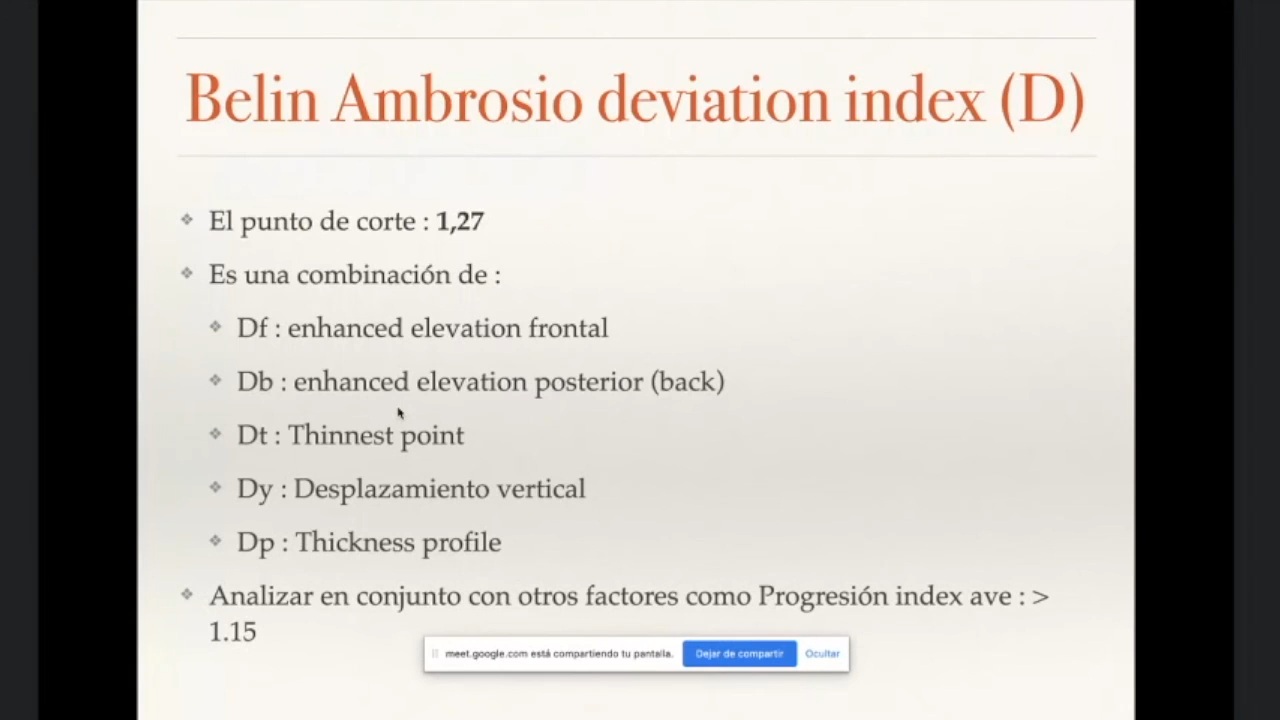 Belin Ambrosio deviation index (D)
El punto de corte : 1,27
Es una combinación de :
Df : enhanced elevation frontal
Db : enhanced elevation posterior (back)
Dt : Thinnest point
Dy : Desplazamiento vertical
Dp : Thickness profile
Analizar en conjunto con otros factores como Progresión index ave : >
1.15
meet.google.com está compartiendo tu pantalla. Dejar de compartir Ocultar